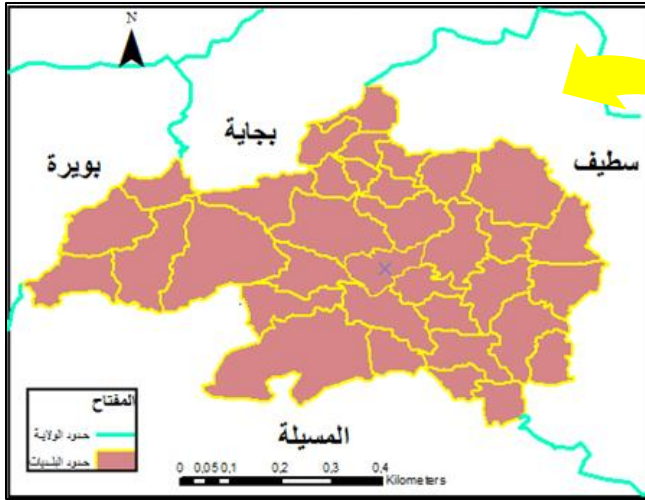 N
بجاية
سطيف
بويرة
المسيلة
المفتاح
حدود الولاية
حدود البلديات
0 0,05 0,1 0,2 0,3 0,4
Kilometers